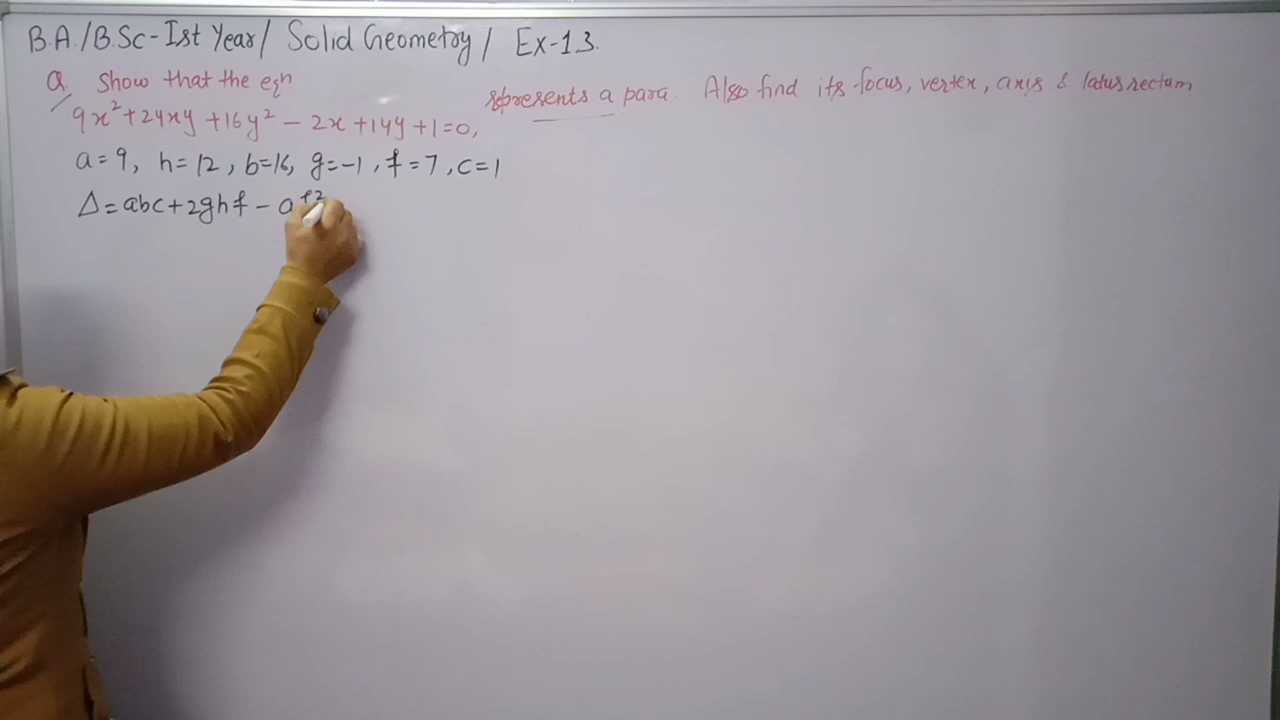 B.A./B.Sc-Ist Year/ Solid Geometry/ Ex-1.3.
Q. Show that the eqn
9x²+24xy+16y²-2x+14y+1=0, represents a para. Also find its focus, vertex, axis & latus rectum
a=9, h=12, b=16, g=-1, f=7, c=1
Δ=abc+2ghf-af²